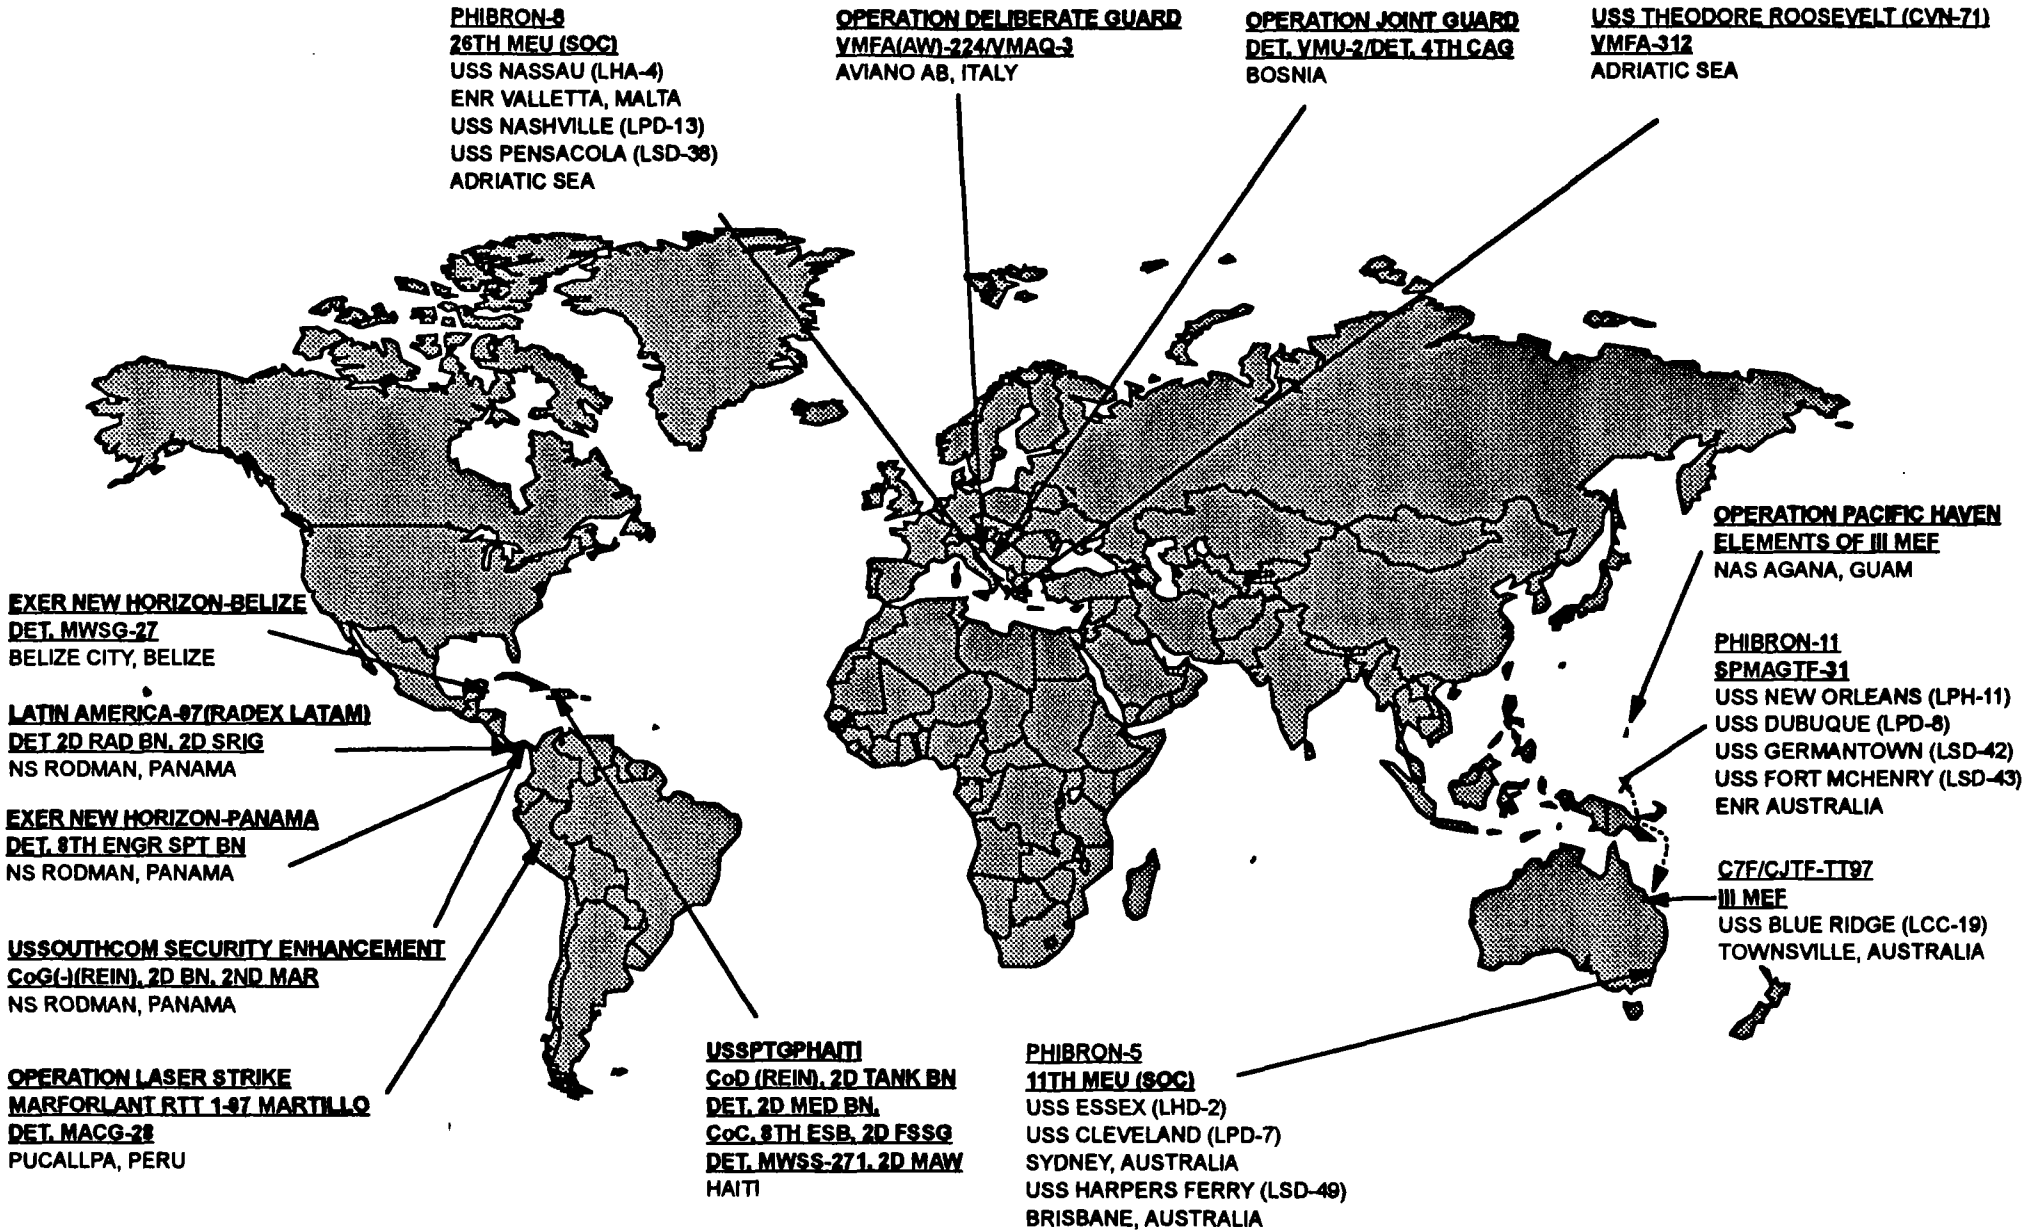 PHIBRON-8
26TH MEU (SOC)
USS NASSAU (LHA-4)
ENR VALLETTA, MALTA
USS NASHVILLE (LPD-13)
USS PENSACOLA (LSD-38)
ADRIATIC SEA
OPERATION DELIBERATE GUARD
VMFA(AW)-224/VMAQ-3
AVIANO AB, ITALY
OPERATION JOINT GUARD
DET. VMU-2/DET. 4TH CAG
BOSNIA
USS THEODORE ROOSEVELT (CVN-71)
VMFA-312
ADRIATIC SEA
OPERATION PACIFIC HAVEN
ELEMENTS OF III MEF
NAS AGANA, GUAM
EXER NEW HORIZON-BELIZE
DET. MWSG-27
BELIZE CITY, BELIZE
PHIBRON-11
SPMAGTF-31
USS NEW ORLEANS (LPH-11)
USS DUBUQUE (LPD-8)
USS GERMANTOWN (LSD-42)
USS FORT MCHENRY (LSD-43)
ENR AUSTRALIA
LATIN AMERICA-97(RADEX LATAM)
DET 2D RAD BN, 2D SRIG
NS RODMAN, PANAMA
EXER NEW HORIZON-PANAMA
DET. 8TH ENGR SPT BN
NS RODMAN, PANAMA
C7F/CJTF-TT97
III MEF
USS BLUE RIDGE (LCC-19)
TOWNSVILLE, AUSTRALIA
USSOUTHCOM SECURITY ENHANCEMENT
CoG(-)(REIN), 2D BN, 2ND MAR
NS RODMAN, PANAMA
OPERATION LASER STRIKE
MARFORLANT RTT 1-97 MARTILLO
DET. MACG-28
PUCALLPA, PERU
USSPTGPHAITI
CoD (REIN), 2D TANK BN
DET. 2D MED BN,
CoC, 8TH ESB, 2D FSSG
DET. MWSS-271, 2D MAW
HAITI
PHIBRON-5
11TH MEU (SOC)
USS ESSEX (LHD-2)
USS CLEVELAND (LPD-7)
SYDNEY, AUSTRALIA
USS HARPERS FERRY (LSD-49)
BRISBANE, AUSTRALIA